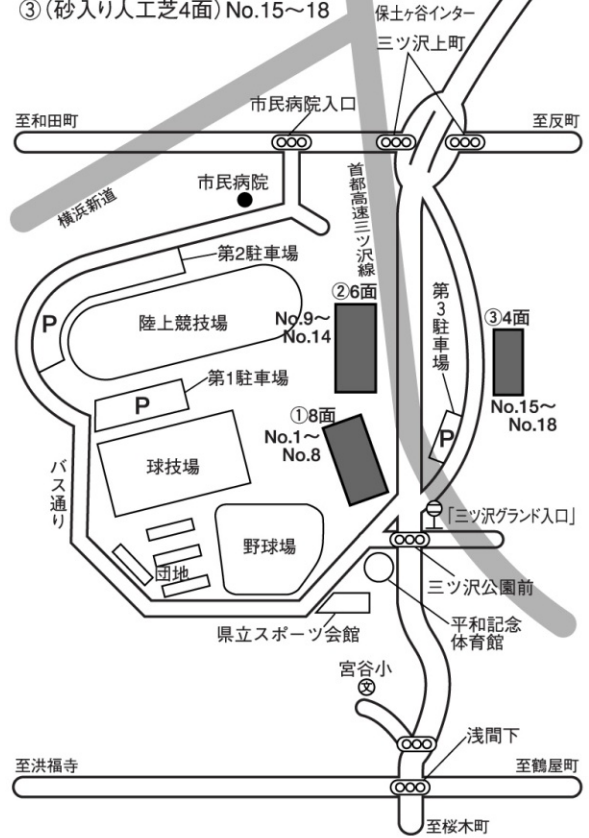 ③(砂入り人工芝4面) No.15〜18
保土ヶ谷インター
三ツ沢上町
市民病院入口
至和田町
至反町
市民病院
横浜新道
首都高速三ツ沢線
第2駐車場
②6面
陸上競技場
No.9〜
No.14
第3駐車場
③4面
P
第1駐車場
P
No.15〜
No.18
①8面
No.1〜
No.8
P
バス通り
球技場
「三ツ沢グランド入口」
野球場
団地
三ツ沢公園前
県立スポーツ会館
平和記念
体育館
宮谷小
文
浅間下
至洪福寺
至鶴屋町
至桜木町